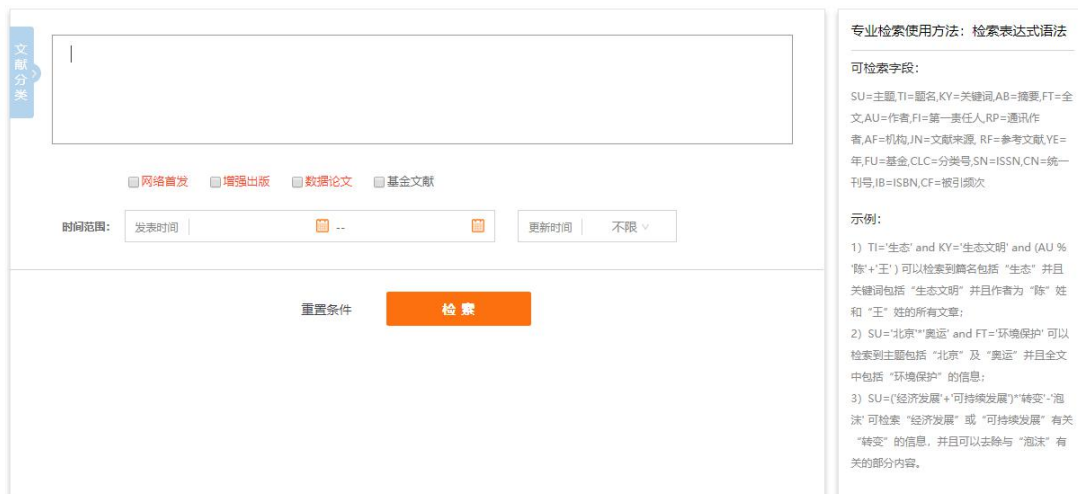 文献分类
网络首发 增强出版 数据论文 基金文献
时间范围： 发表时间 -- 更新时间 不限
重置条件 检索
专业检索使用方法：检索表达式语法
可检索字段：
SU=主题,TI=题名,KY=关键词,AB=摘要,FT=全
文,AU=作者,FI=第一责任人,RP=通讯作
者,AF=机构,JN=文献来源, RF=参考文献,YE=
年,FU=基金,CLC=分类号,SN=ISSN,CN=统一
刊号,IB=ISBN,CF=被引频次
示例：
1）TI='生态' and KY='生态文明' and (AU %
'陈'+'王' ) 可以检索到篇名包括“生态”并且
关键词包括“生态文明”并且作者为“陈”姓
和“王”姓的所有文章；
2）SU='北京'*'奥运' and FT='环境保护' 可以
检索到主题包括“北京”及“奥运”并且全文
中包括“环境保护”的信息；
3）SU=('经济发展'+'可持续发展')*'转变'-'泡
沫' 可检索“经济发展”或“可持续发展”有关
“转变”的信息，并且可以去除与“泡沫”有
关的部分内容。